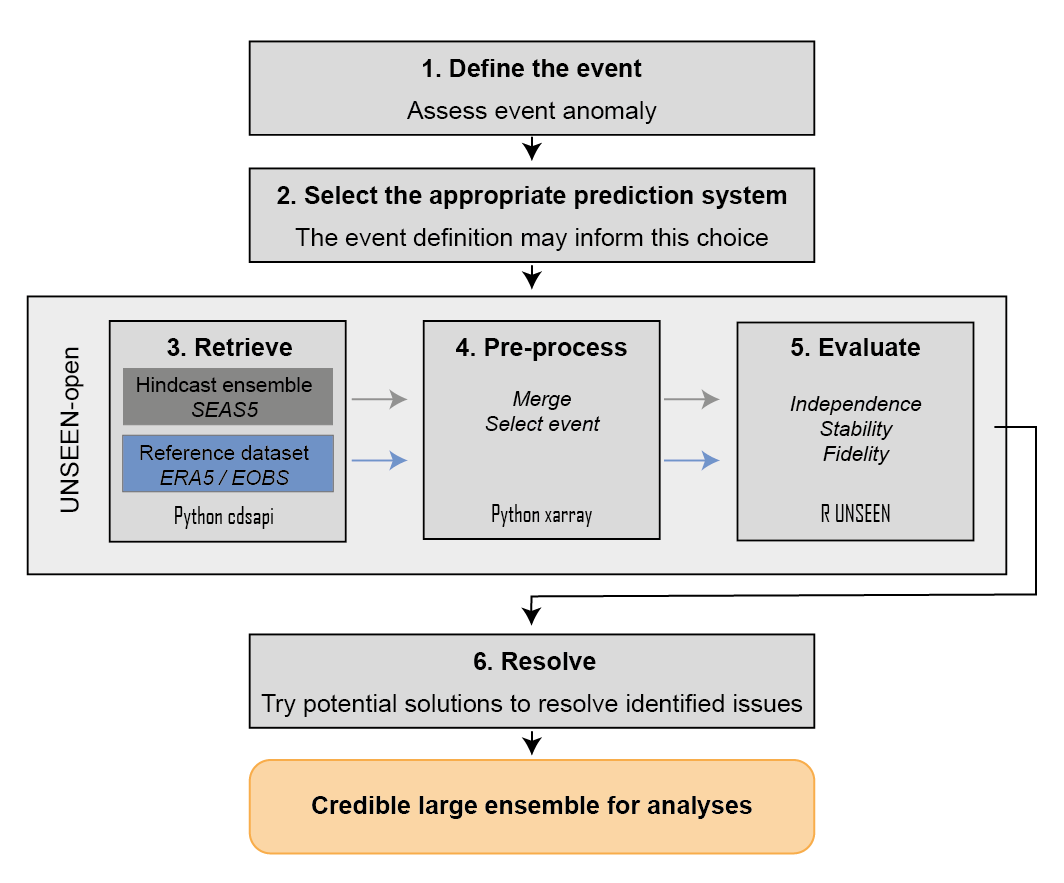 1. Define the event
Assess event anomaly
2. Select the appropriate prediction system
The event definition may inform this choice
UNSEEN-open
3. Retrieve
Hindcast ensemble
SEAS5
Reference dataset
ERA5 / EOBS
Python cdsapi
4. Pre-process
Merge
Select event
Python xarray
5. Evaluate
Independence
Stability
Fidelity
R UNSEEN
6. Resolve
Try potential solutions to resolve identified issues
Credible large ensemble for analyses